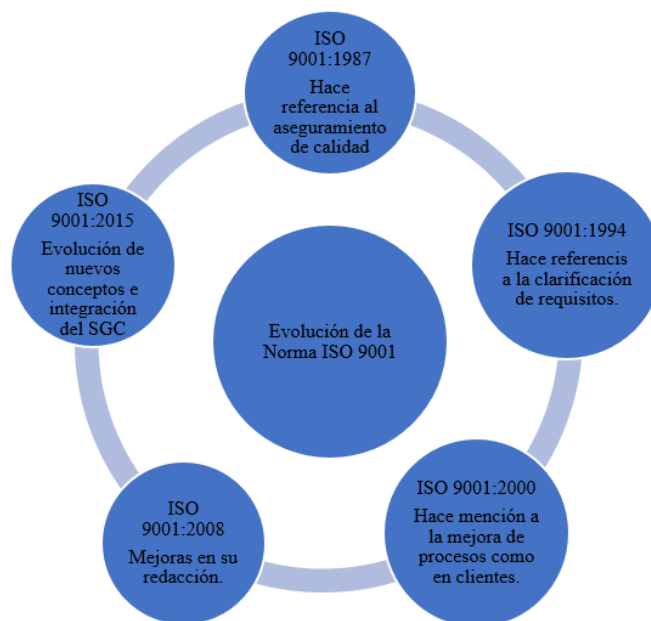 ISO
9001:1987
Hace
referencia al
aseguramiento
de calidad
ISO 9001:1994
Hace referencis
a la clarificación
de requisitos.
ISO 9001:2000
Hace mención a
la mejora de
procesos como
en clientes.
ISO
9001:2008
Mejoras en su
redacción.
ISO
9001:2015
Evolución de
nuevos
conceptos e
integración
del SGC
Evolución de la
Norma ISO 9001